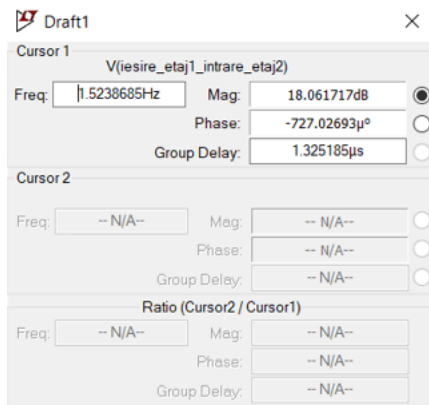 Draft1
Cursor 1
V(iesire_etaj1_intrare_etaj2)
Freq: 1.5238685Hz Mag: 18.061717dB
Phase: -727.02693µº
Group Delay: 1.325185µs
Cursor 2
Freq: -- N/A-- Mag: -- N/A--
Phase: -- N/A--
Group Delay: -- N/A--
Ratio (Cursor2 / Cursor1)
Freq: -- N/A-- Mag: -- N/A--
Phase: -- N/A--
Group Delay: -- N/A--